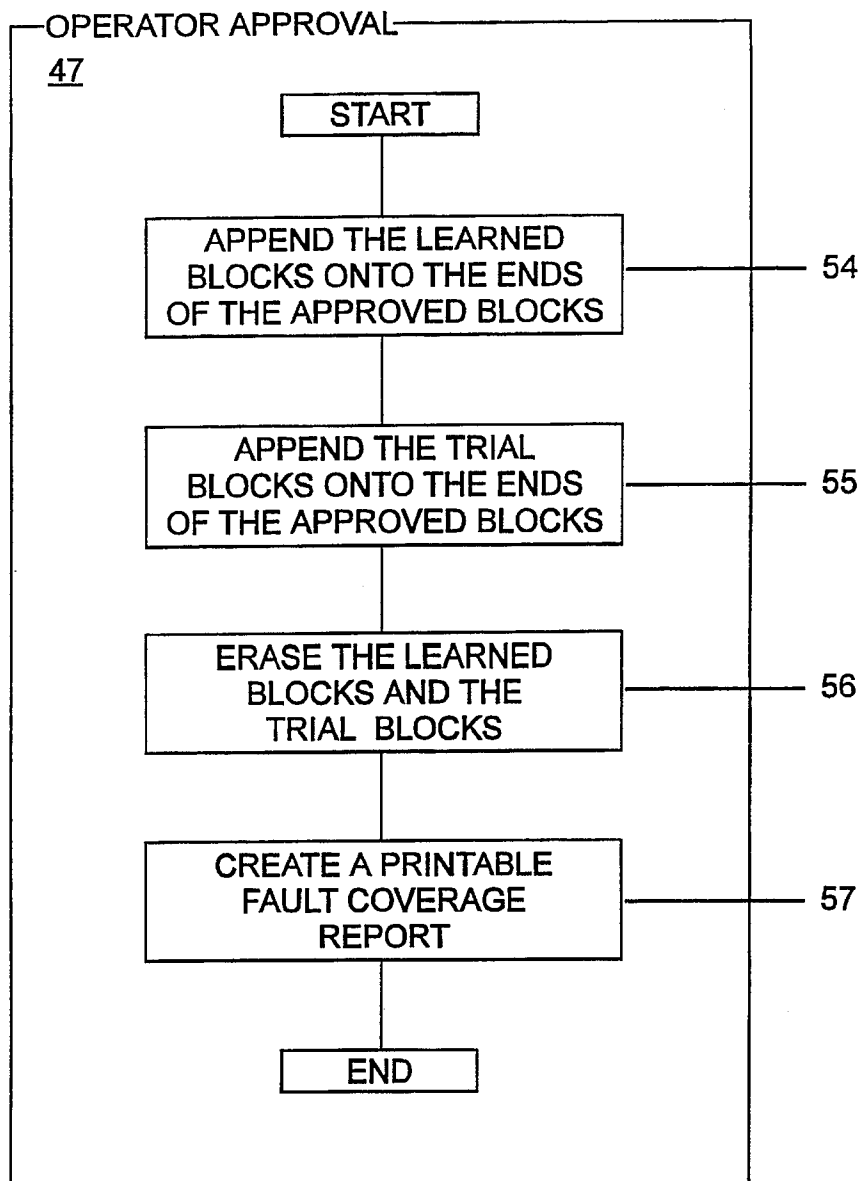 OPERATOR APPROVAL
47
START
APPEND THE LEARNED
BLOCKS ONTO THE ENDS
OF THE APPROVED BLOCKS
54
APPEND THE TRIAL
BLOCKS ONTO THE ENDS
OF THE APPROVED BLOCKS
55
ERASE THE LEARNED
BLOCKS AND THE
TRIAL BLOCKS
56
CREATE A PRINTABLE
FAULT COVERAGE
REPORT
57
END